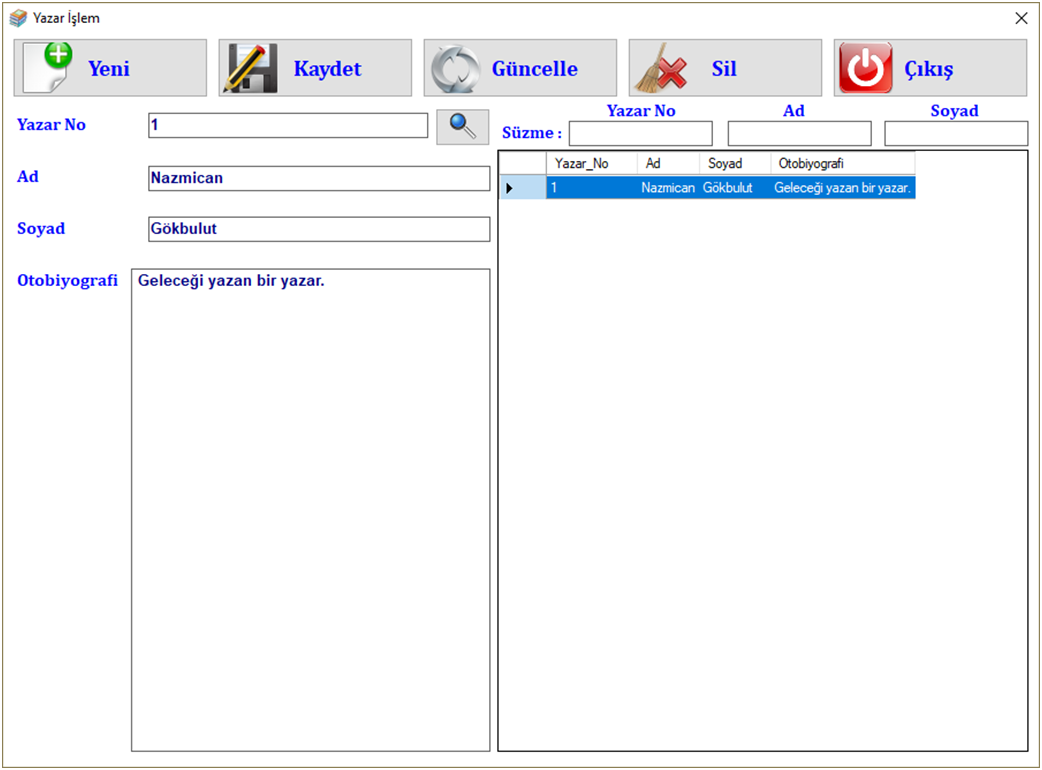 Yazar İşlem
Yeni Kaydet Güncelle Sil Çıkış
Yazar No 1
Ad Nazmican
Soyad Gökbulut
Otobiyografi Geleceği yazan bir yazar.
Yazar No Ad Soyad
Süzme :
Yazar_No Ad Soyad Otobiyografi
1 Nazmican Gökbulut Geleceği yazan bir yazar.